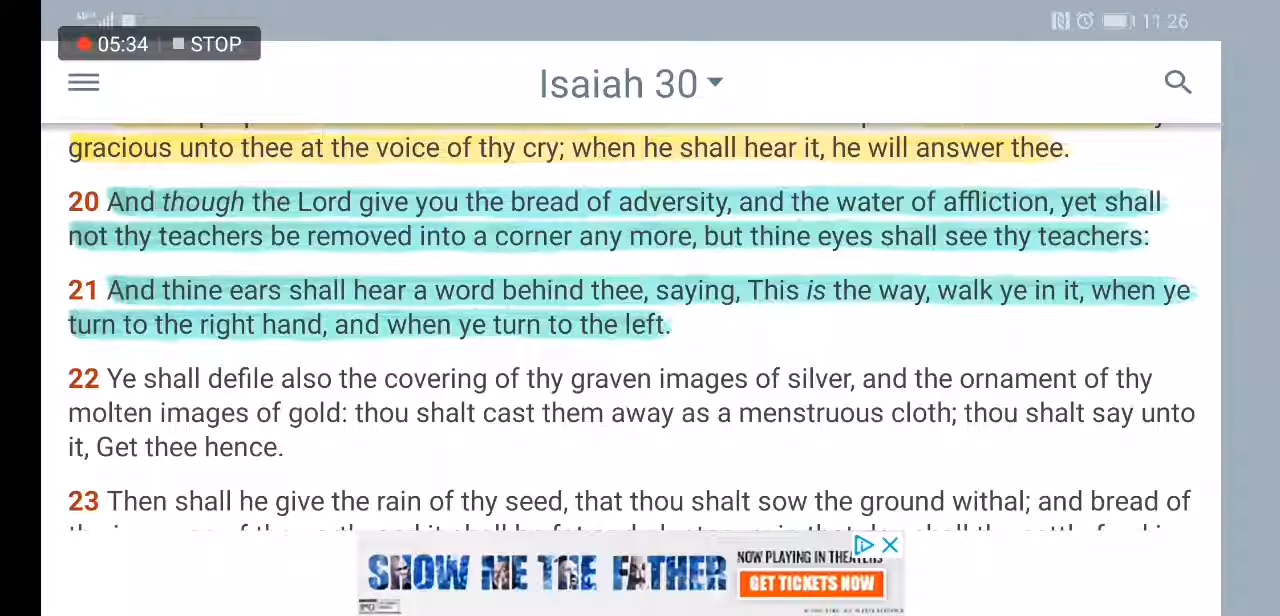 11 26
05:34 STOP
Isaiah 30
gracious unto thee at the voice of thy cry; when he shall hear it, he will answer thee.
20 And though the Lord give you the bread of adversity, and the water of affliction, yet shall
not thy teachers be removed into a corner any more, but thine eyes shall see thy teachers:
21 And thine ears shall hear a word behind thee, saying, This is the way, walk ye in it, when ye
turn to the right hand, and when ye turn to the left.
22 Ye shall defile also the covering of thy graven images of silver, and the ornament of thy
molten images of gold: thou shalt cast them away as a menstruous cloth; thou shalt say unto
it, Get thee hence.
23 Then shall he give the rain of thy seed, that thou shalt sow the ground withal; and bread of
SHOW ME THE FATHER
NOW PLAYING IN THEATERS
GET TICKETS NOW